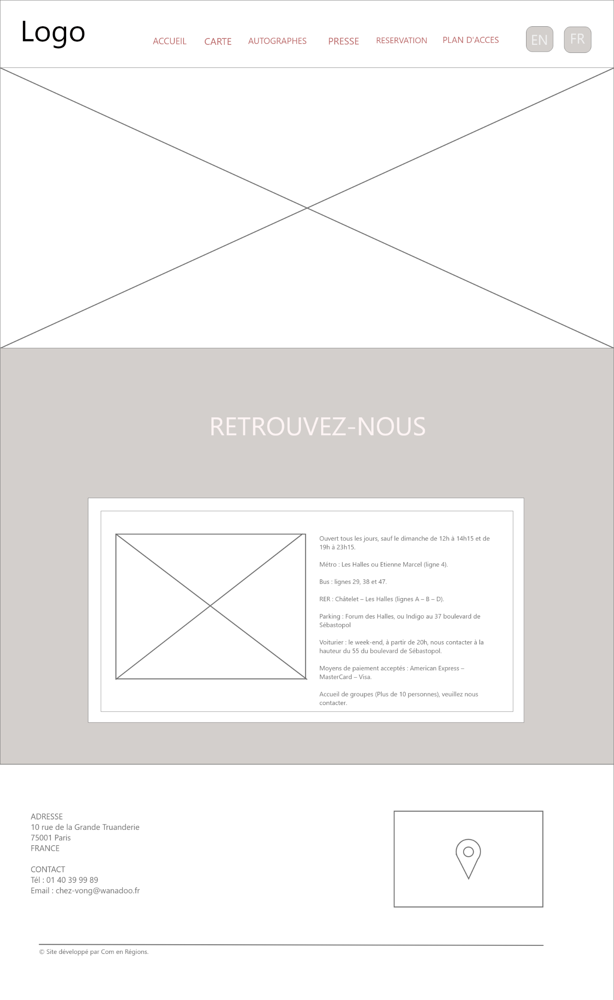 Logo
ACCUEIL
CARTE
AUTOGRAPHES
PRESSE
RESERVATION
PLAN D'ACCES
EN
FR
RETROUVEZ-NOUS
Ouvert tous les jours, sauf le dimanche de 12h à 14h15 et de
19h à 23h15.
Métro : Les Halles ou Etienne Marcel (ligne 4).
Bus : lignes 29, 38 et 47.
RER : Châtelet – Les Halles (lignes A – B – D).
Parking : Forum des Halles, ou Indigo au 37 boulevard de
Sébastopol
Voiturier : le week-end, à partir de 20h, nous contacter à la
hauteur du 55 du boulevard de Sébastopol.
Moyens de paiement acceptés : American Express –
MasterCard – Visa.
Accueil de groupes (Plus de 10 personnes), veuillez nous
contacter.
ADRESSE
10 rue de la Grande Truanderie
75001 Paris
FRANCE
CONTACT
Tél : 01 40 39 99 89
Email : chez-vong@wanadoo.fr
© Site développé par Com en Régions.